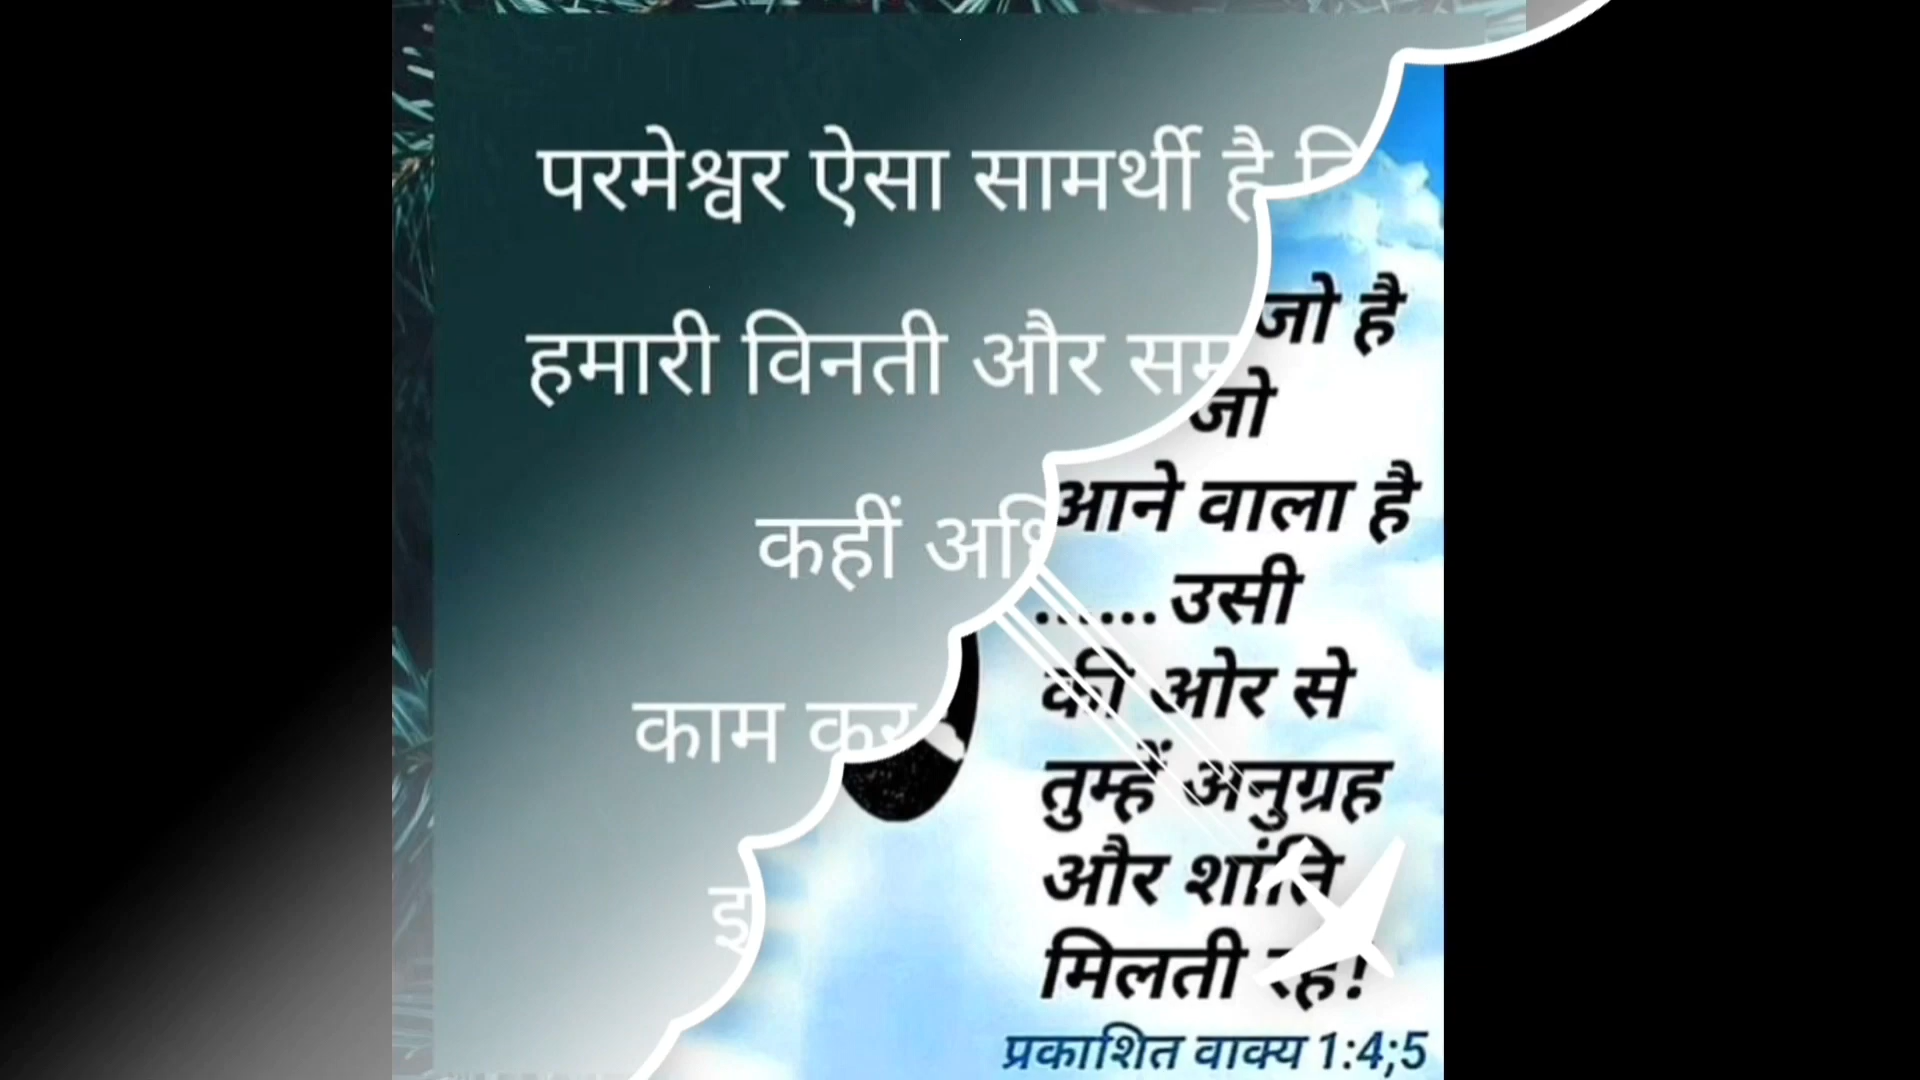 परमेश्वर ऐसा सामर्थी है
हमारी विनती और
कहीं
काम कर
जो है
जो
आने वाला है
......उसी
की ओर से
तुम्हें अनुग्रह
और शांति
मिलती रहे!
प्रकाशित वाक्य 1:4;5